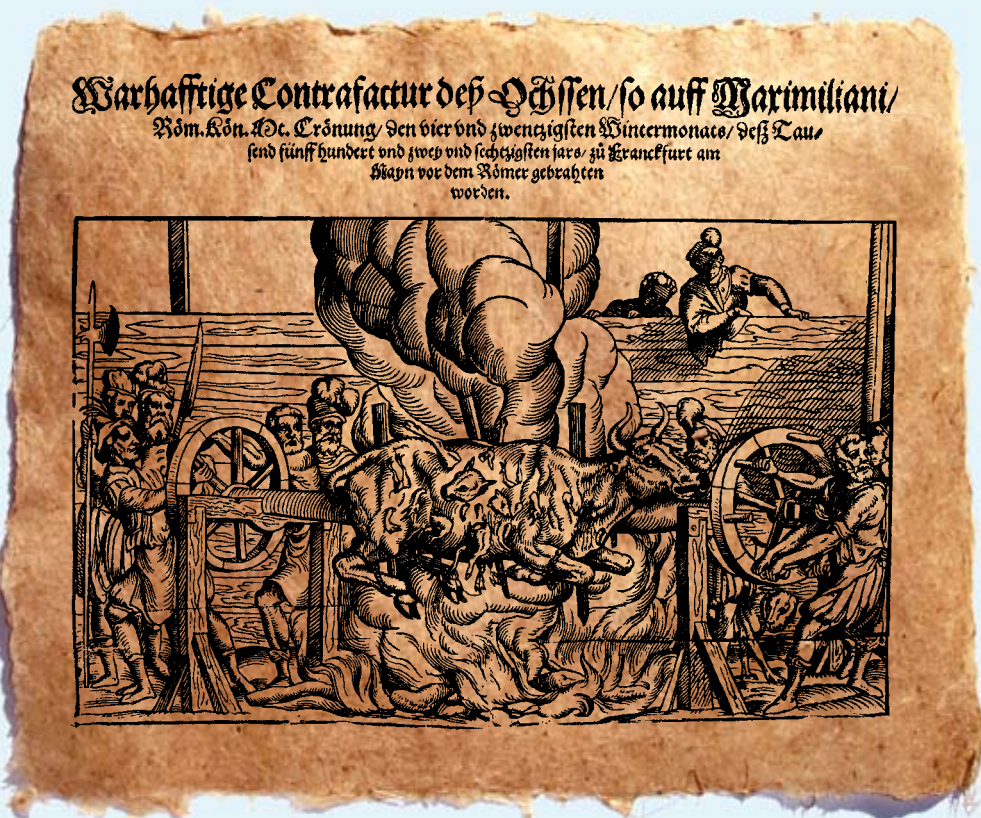 Warhafftige Contrafactur deß Ochssen/so auff Maximiliani/
Röm. Kön. Mt. Crönung/ den vier vnd zwentzigsten Wintermonats/ deß Tau-
send fünff hundert vnd zwey vnd sechtzigsten jars/ zů Franckfurt am
Mayn vor dem Römer gebrahten
worden.